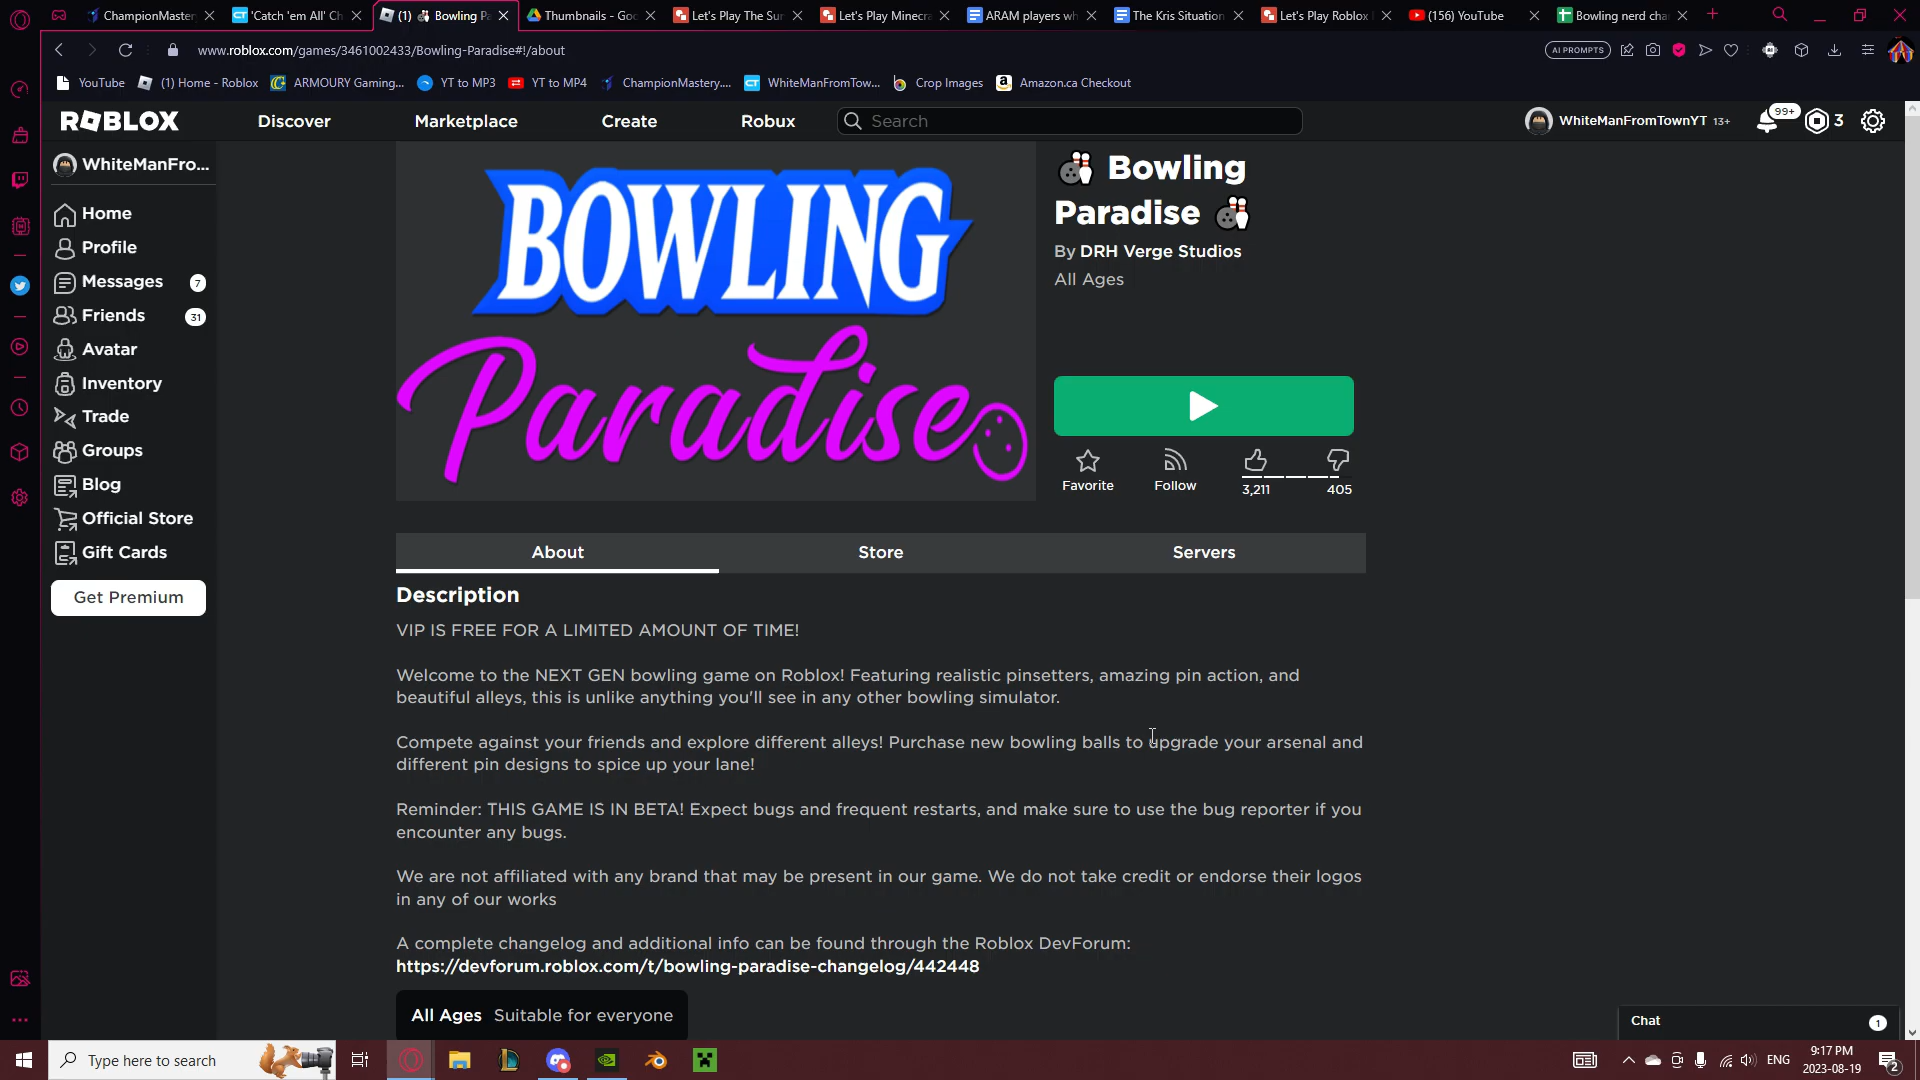 ChampionMaster
'Catch 'em All' Ch
(1) 🎳 Bowling Pa
Thumbnails - Goo
Let's Play The Sur
Let's Play Minecra
ARAM players wh
The Kris Situation
Let's Play Roblox
(156) YouTube
Bowling nerd cha
www.roblox.com/games/3461002433/Bowling-Paradise#!/about
AI PROMPTS
YouTube
(1) Home - Roblox
ARMOURY Gaming...
YT to MP3
YT to MP4
ChampionMastery....
WhiteManFromTow...
Crop Images
Amazon.ca Checkout
ROBLOX
Discover
Marketplace
Create
Robux
Search
WhiteManFromTownYT 13+
99+
3
WhiteManFro...
Home
Profile
Messages 7
Friends 31
Avatar
Inventory
Trade
Groups
Blog
Official Store
Gift Cards
Get Premium
BOWLING
Paradise
🎳 Bowling
Paradise 🎳
By DRH Verge Studios
All Ages
Favorite
Follow
3,211
405
About
Store
Servers
Description
VIP IS FREE FOR A LIMITED AMOUNT OF TIME!
Welcome to the NEXT GEN bowling game on Roblox! Featuring realistic pinsetters, amazing pin action, and
beautiful alleys, this is unlike anything you'll see in any other bowling simulator.
Compete against your friends and explore different alleys! Purchase new bowling balls to upgrade your arsenal and
different pin designs to spice up your lane!
Reminder: THIS GAME IS IN BETA! Expect bugs and frequent restarts, and make sure to use the bug reporter if you
encounter any bugs.
We are not affiliated with any brand that may be present in our game. We do not take credit or endorse their logos
in any of our works
A complete changelog and additional info can be found through the Roblox DevForum:
https://devforum.roblox.com/t/bowling-paradise-changelog/442448
All Ages Suitable for everyone
Chat 1
Type here to search
ENG
9:17 PM
2023-08-19
2